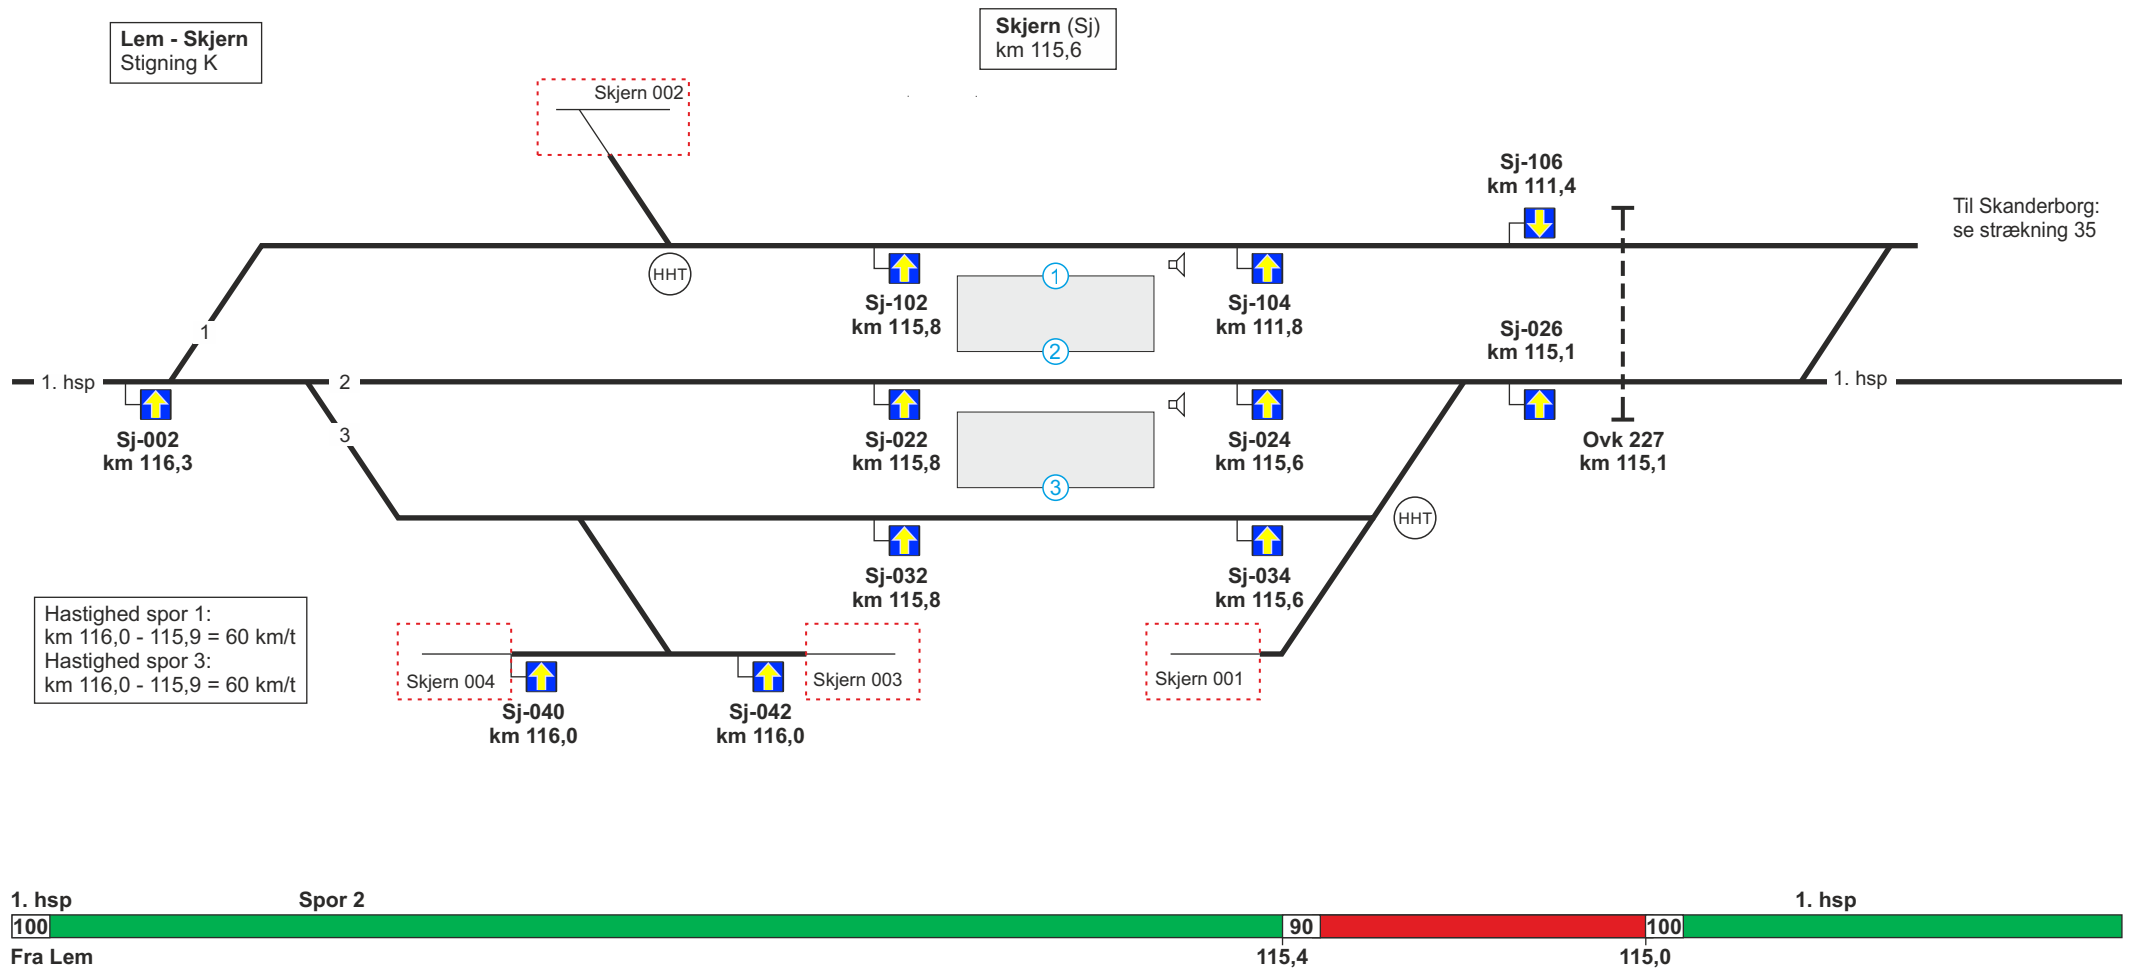 Lem - Skjern
Stigning K
Skjern (Sj)
km 115,6
Skjern 002
Sj-106
km 111,4
Til Skanderborg:
se strækning 35
HHT
1
Sj-102
km 115,8
Sj-104
km 111,8
1
2
Sj-026
km 115,1
1. hsp
2
1. hsp
3
Sj-002
km 116,3
Sj-022
km 115,8
Sj-024
km 115,6
Ovk 227
km 115,1
3
HHT
Sj-032
km 115,8
Sj-034
km 115,6
Hastighed spor 1:
km 116,0 - 115,9 = 60 km/t
Hastighed spor 3:
km 116,0 - 115,9 = 60 km/t
Skjern 004
Skjern 003
Skjern 001
Sj-040
km 116,0
Sj-042
km 116,0
1. hsp
Spor 2
1. hsp
100
90
100
Fra Lem
115,4
115,0